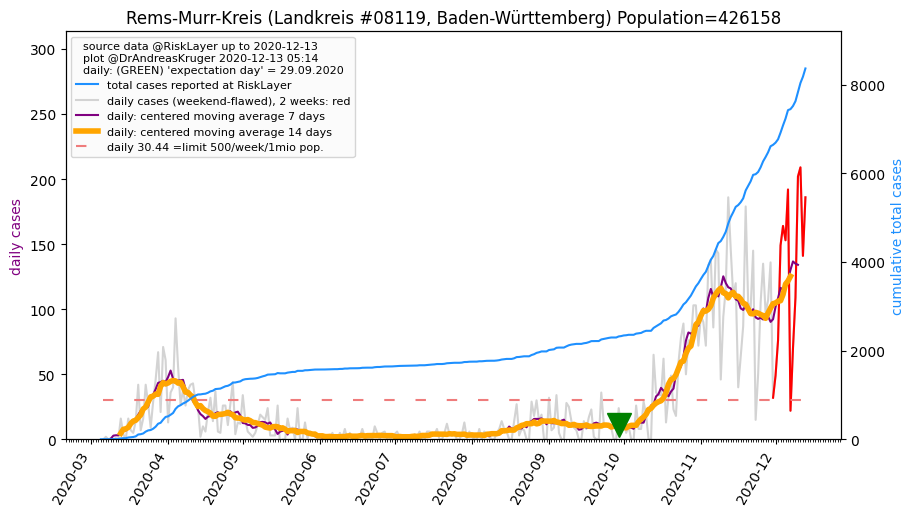 Rems-Murr-Kreis (Landkreis #08119, Baden-Württemberg) Population=426158
source data @RiskLayer up to 2020-12-13
plot @DrAndreasKruger 2020-12-13 05:14
daily: (GREEN) 'expectation day' = 29.09.2020
total cases reported at RiskLayer
daily cases (weekend-flawed), 2 weeks: red
daily: centered moving average 7 days
daily: centered moving average 14 days
daily 30.44 =limit 500/week/1mio pop.
daily cases
300
250
200
150
100
50
0
cumulative total cases
8000
6000
4000
2000
0
2020-03
2020-04
2020-05
2020-06
2020-07
2020-08
2020-09
2020-10
2020-11
2020-12